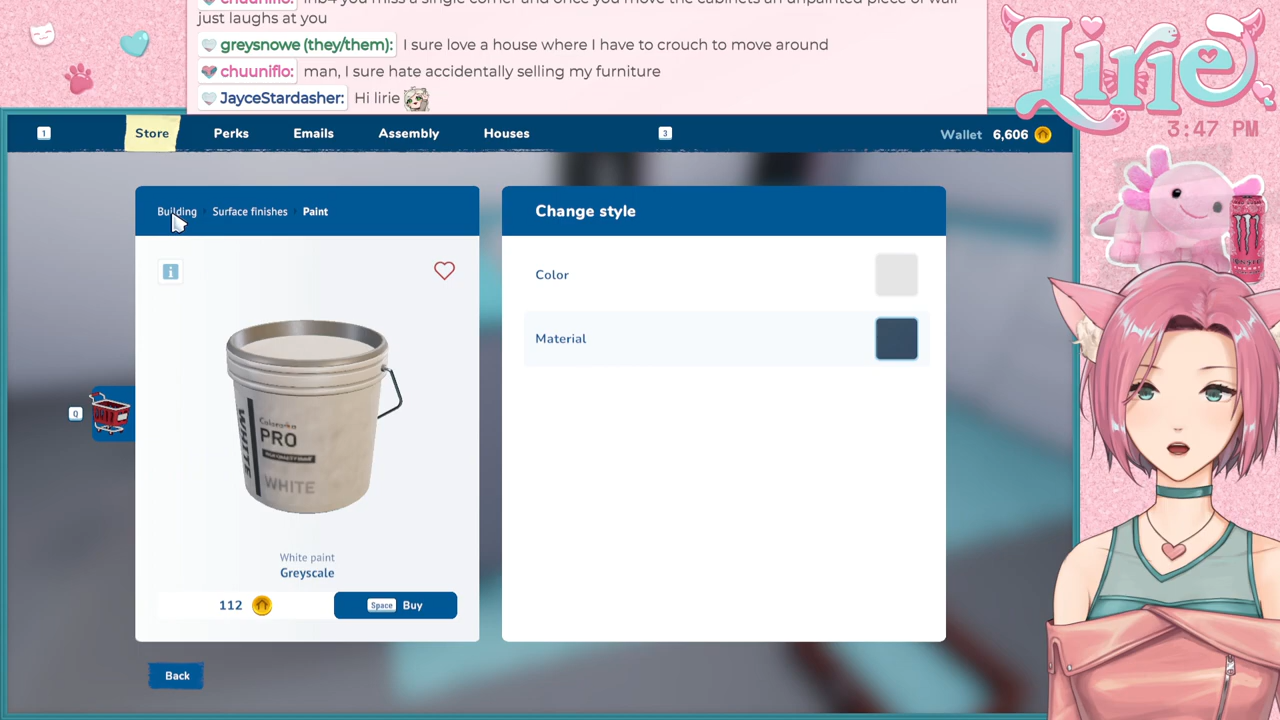 just laughs at you
greysnowe (they/them): I sure love a house where I have to crouch to move around
chuuniflo: man, I sure hate accidentally selling my furniture
JayceStardasher: Hi lirie
Lirie
3:47 PM
1 Store Perks Emails Assembly Houses 3 Wallet 6,606
Building Surface finishes Paint
Change style
Color
Material
Q
WHITE
Colororka
PRO
WHITE
White paint
Greyscale
112 Space Buy
Back